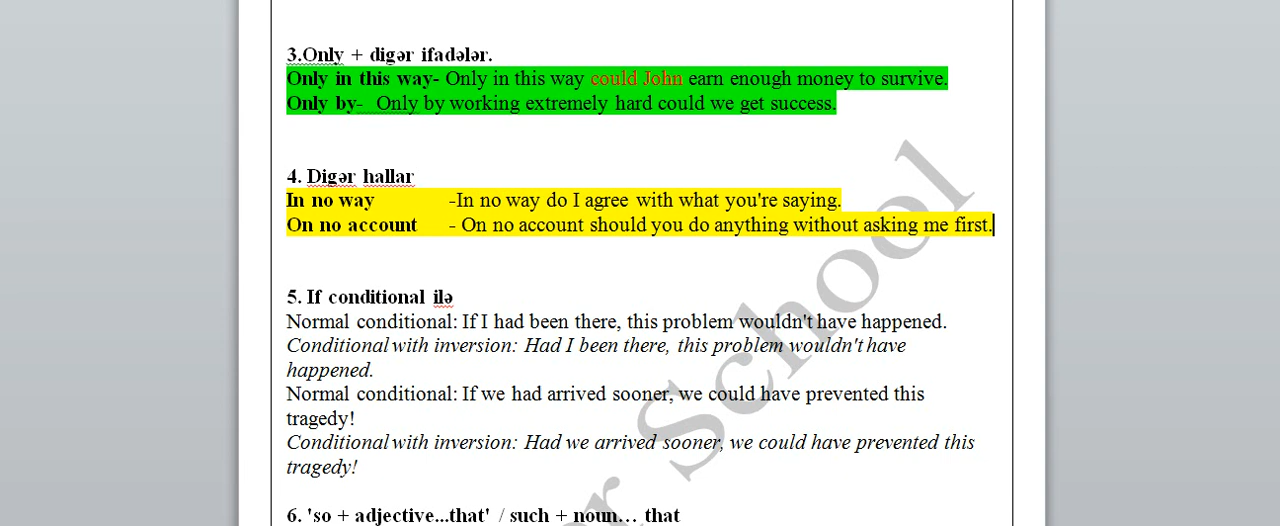 3.Only + digər ifadələr.
Only in this way- Only in this way could John earn enough money to survive.
Only by-   Only by working extremely hard could we get success.
4. Digər hallar
In no way -In no way do I agree with what you're saying.
On no account - On no account should you do anything without asking me first.
5. If conditional ilə
Normal conditional: If I had been there, this problem wouldn't have happened.
Conditional with inversion: Had I been there, this problem wouldn't have
happened.
Normal conditional: If we had arrived sooner, we could have prevented this
tragedy!
Conditional with inversion: Had we arrived sooner, we could have prevented this
tragedy!
6. 'so + adjective...that' / such + noun… that
School